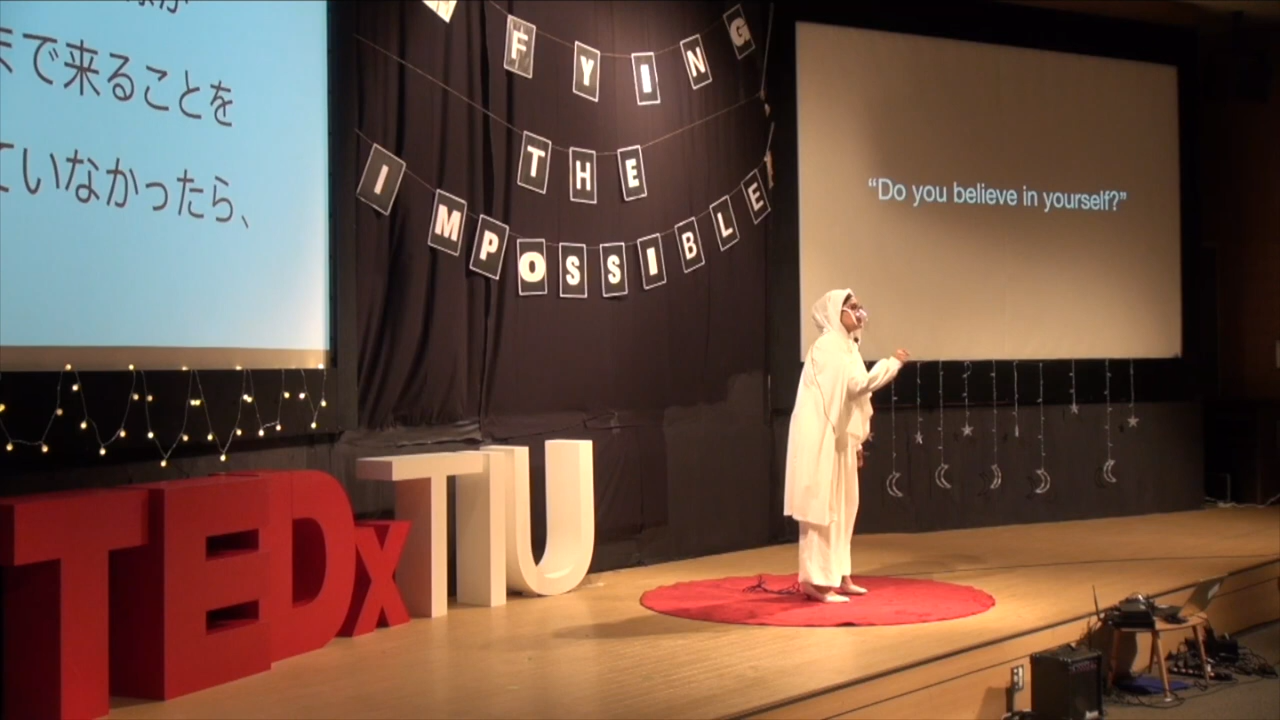 まで来ることを
ていなかったら、
FYING
THE
IMPOSSIBLE
“Do you believe in yourself?”
TEDxTIU